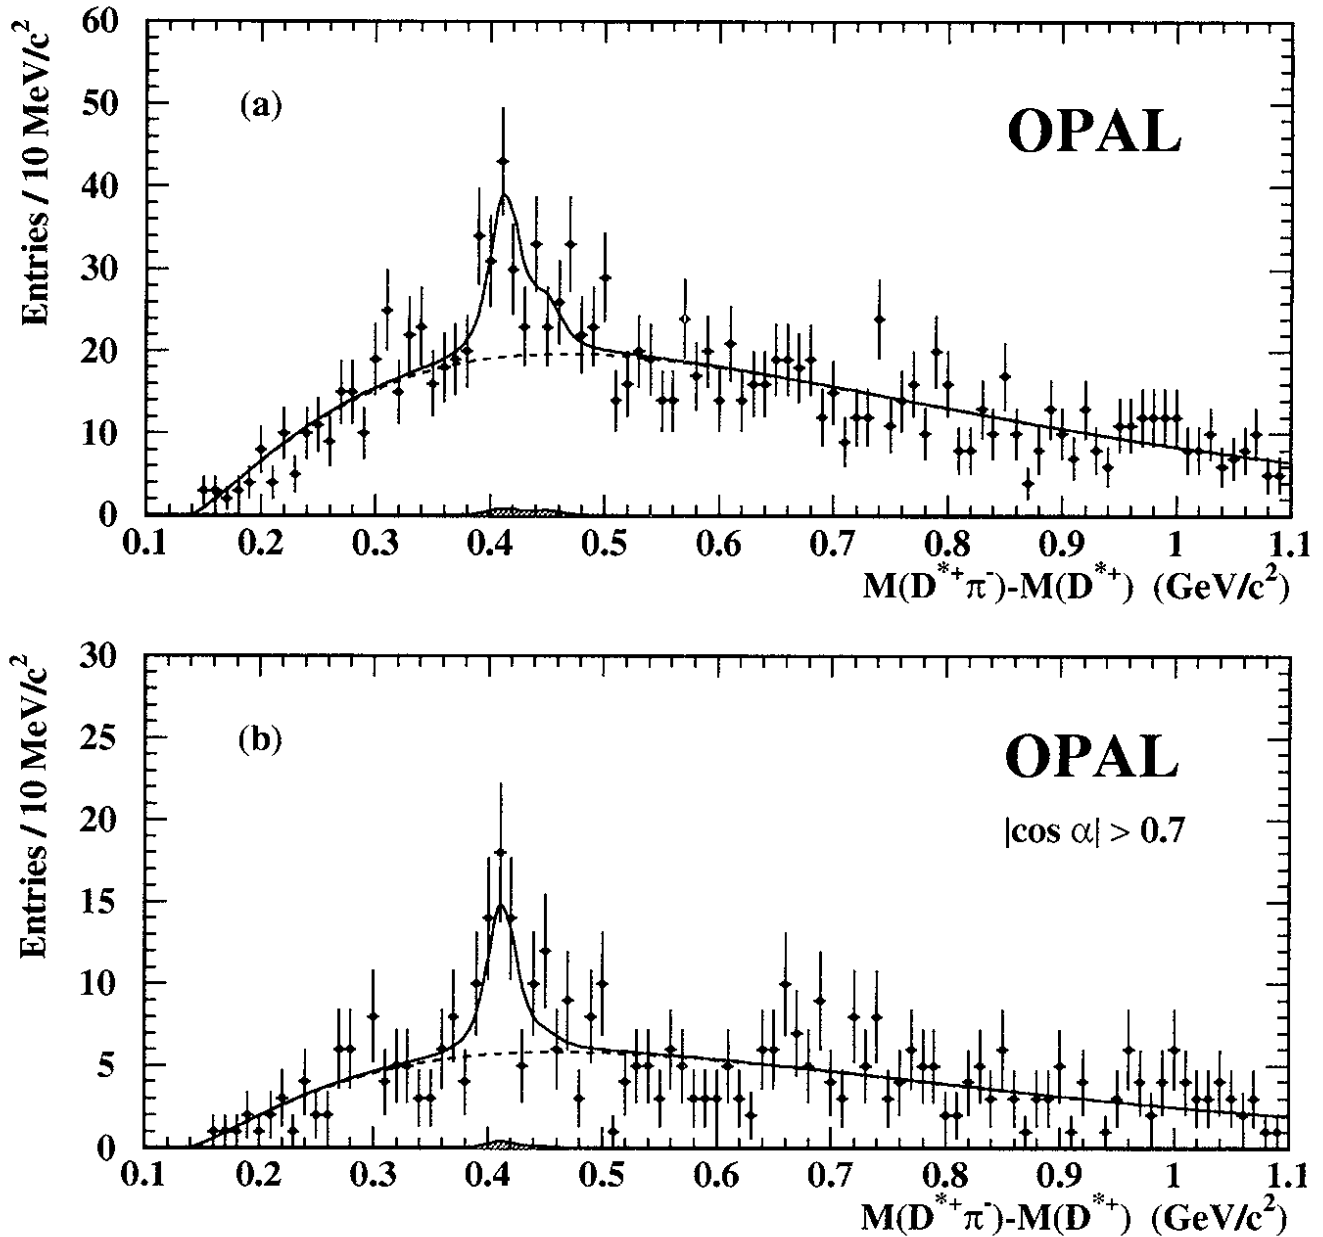 60
50
40
30
20
10
0
Entries / 10 MeV/c²
(a)
OPAL
0.1 0.2 0.3 0.4 0.5 0.6 0.7 0.8 0.9 1 1.1
M(D*⁺π⁻)-M(D*⁺) (GeV/c²)
30
25
20
15
10
5
0
Entries / 10 MeV/c²
(b)
OPAL
|cos α| > 0.7
0.1 0.2 0.3 0.4 0.5 0.6 0.7 0.8 0.9 1 1.1
M(D*⁺π⁻)-M(D*⁺) (GeV/c²)